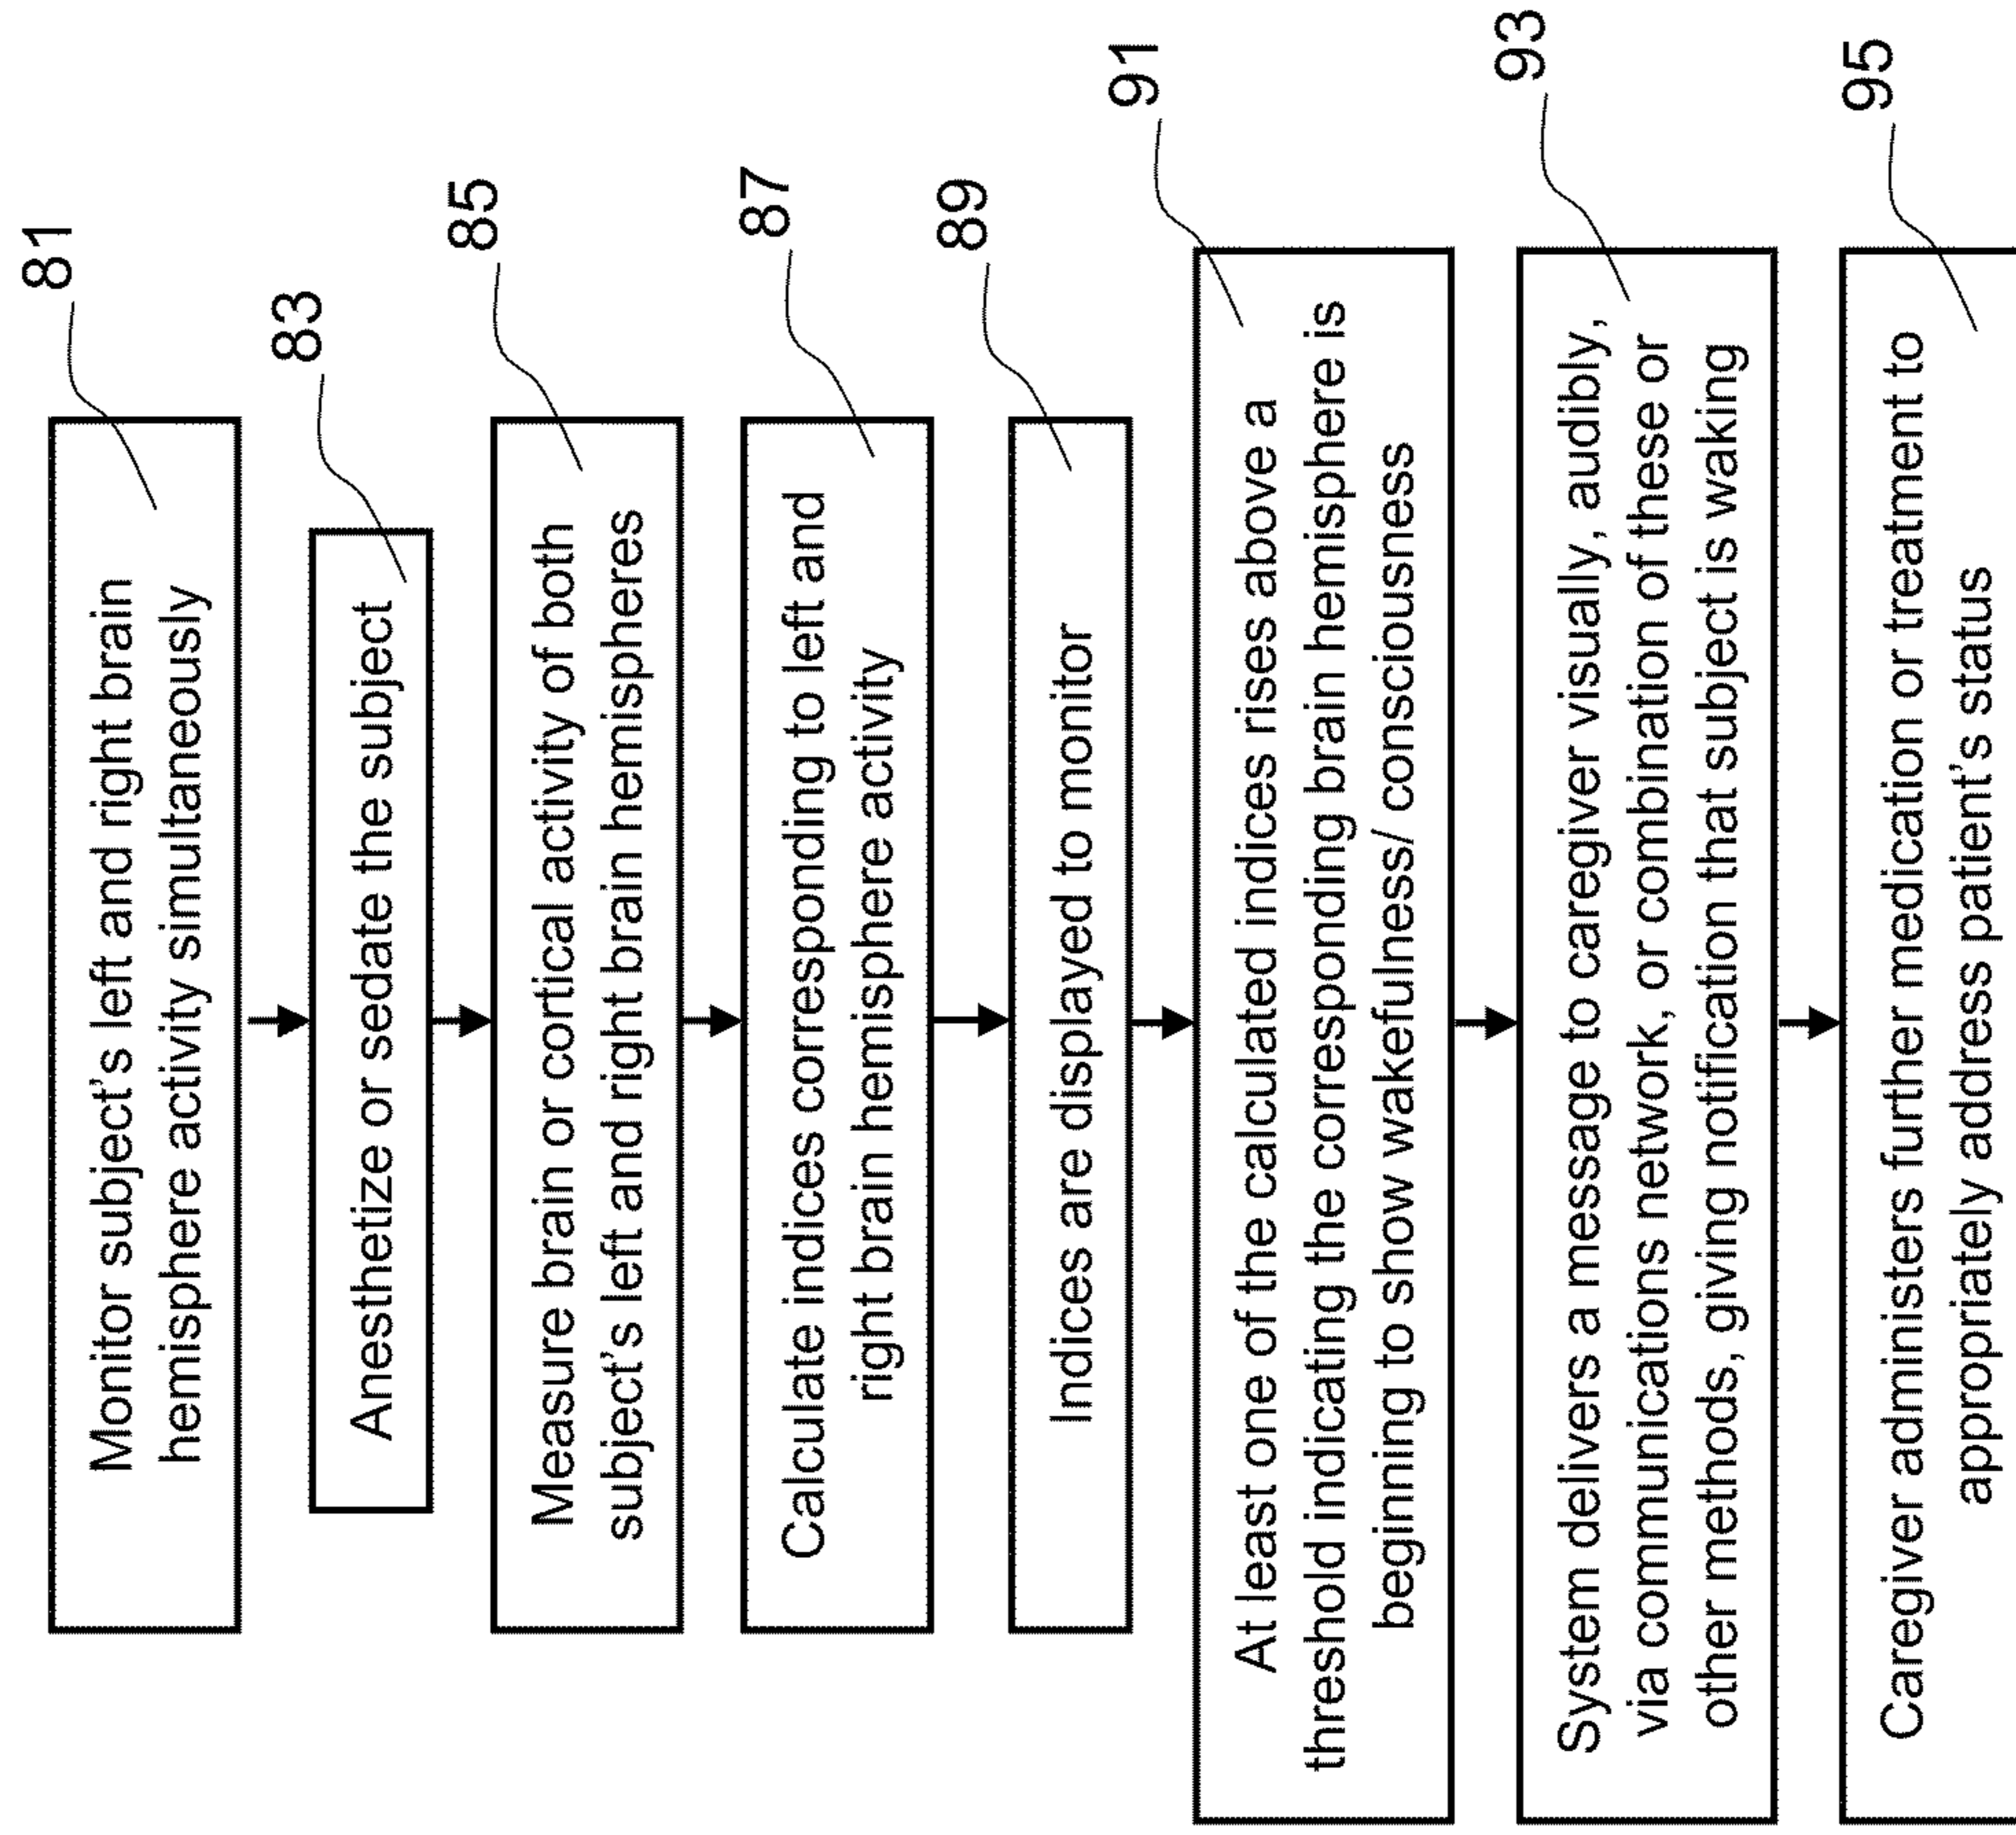 81
Monitor subject's left and right brain
hemisphere activity simultaneously
83
Anesthetize or sedate the subject
85
Measure brain or cortical activity of both
subject's left and right brain hemispheres
87
Calculate indices corresponding to left and
right brain hemisphere activity
89
Indices are displayed to monitor
91
At least one of the calculated indices rises above a
threshold indicating the corresponding brain hemisphere is
beginning to show wakefulness/ consciousness
93
System delivers a message to caregiver visually, audibly,
via communications network, or combination of these or
other methods, giving notification that subject is waking
95
Caregiver administers further medication or treatment to
appropriately address patient's status